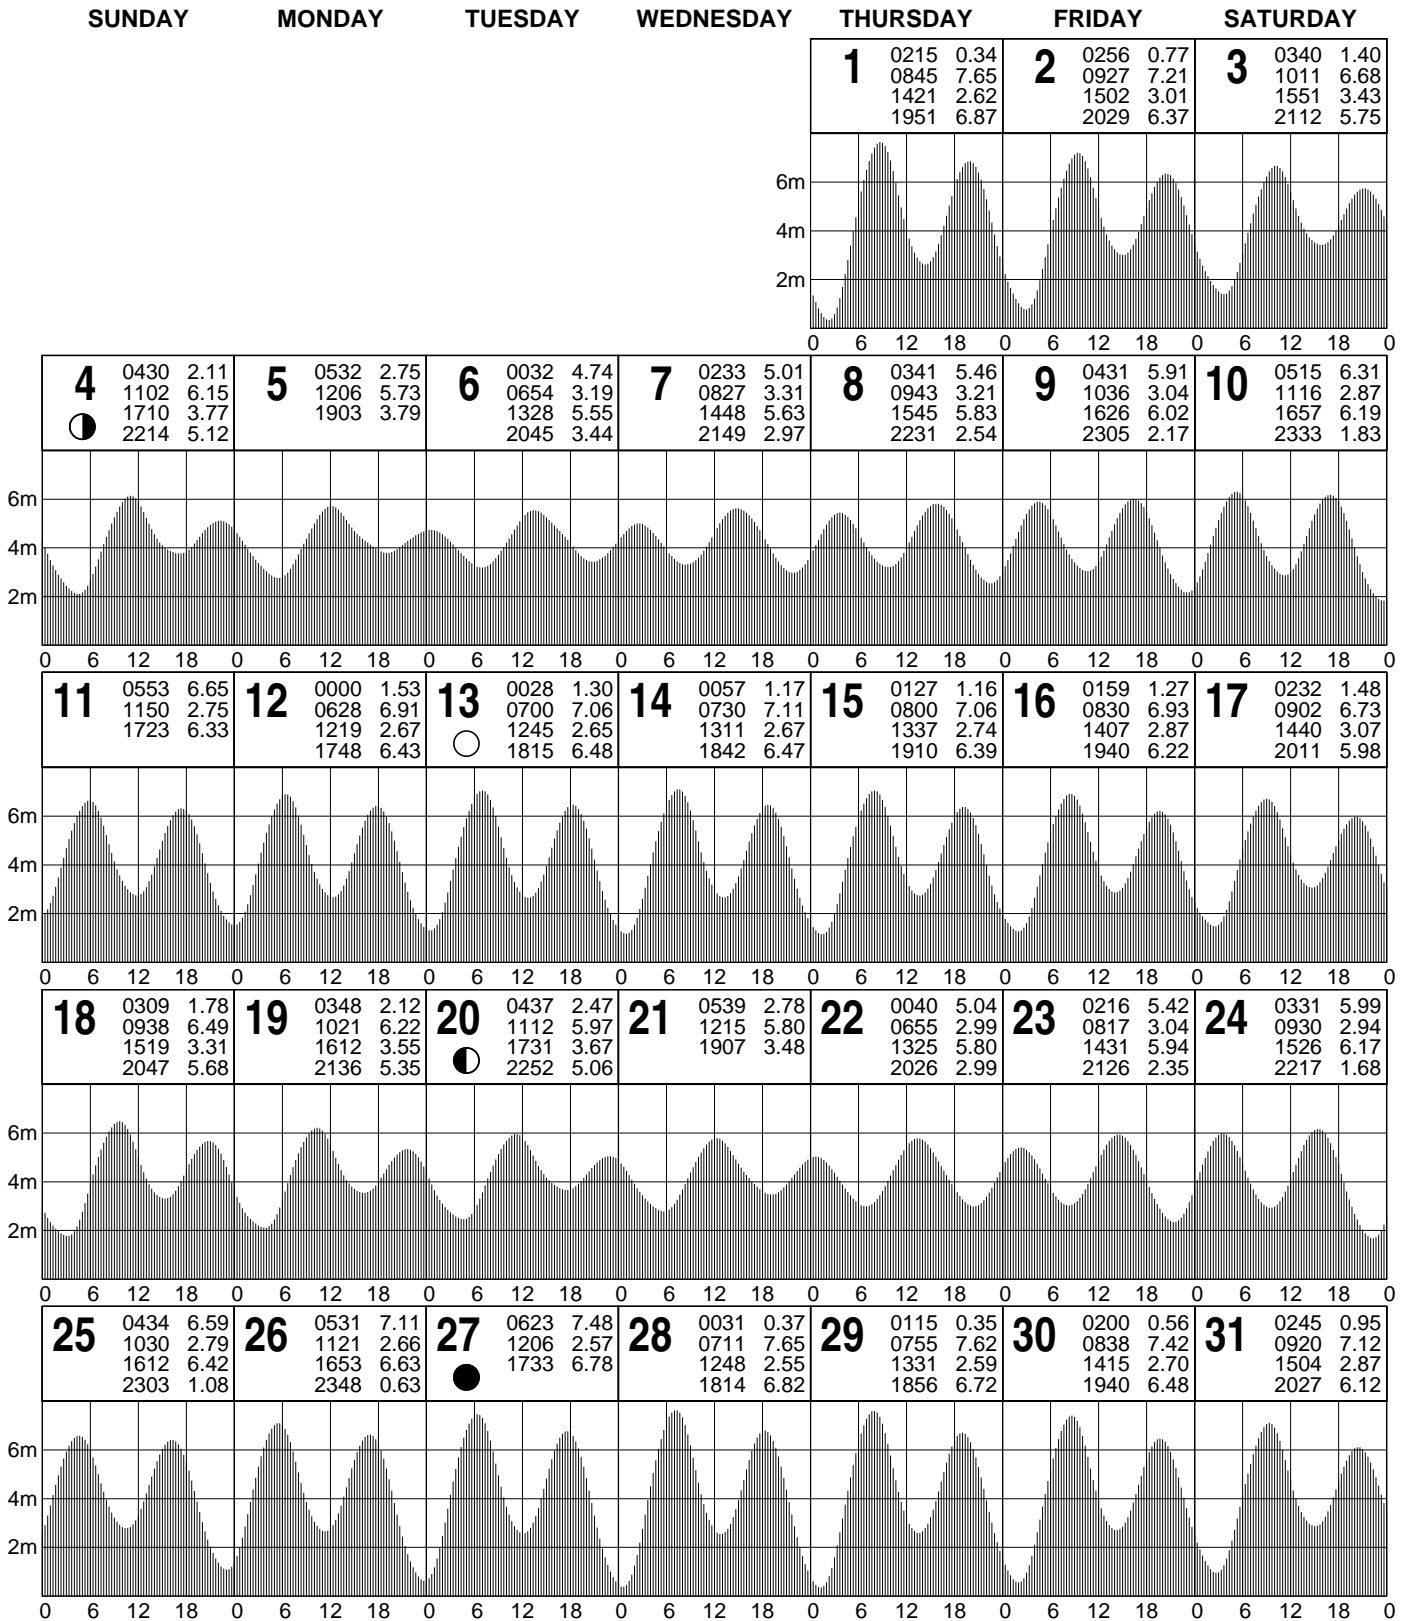 SUNDAY MONDAY TUESDAY WEDNESDAY THURSDAY FRIDAY SATURDAY
1 0215 0.34
0845 7.65
1421 2.62
1951 6.87
2 0256 0.77
0927 7.21
1502 3.01
2029 6.37
3 0340 1.40
1011 6.68
1551 3.43
2112 5.75
6m
4m
2m
0 6 12 18 0 6 12 18 0 6 12 18 0
4 0430 2.11
1102 6.15
1710 3.77
2214 5.12
5 0532 2.75
1206 5.73
1903 3.79
6 0032 4.74
0654 3.19
1328 5.55
2045 3.44
7 0233 5.01
0827 3.31
1448 5.63
2149 2.97
8 0341 5.46
0943 3.21
1545 5.83
2231 2.54
9 0431 5.91
1036 3.04
1626 6.02
2305 2.17
10 0515 6.31
1116 2.87
1657 6.19
2333 1.83
6m
4m
2m
0 6 12 18 0 6 12 18 0 6 12 18 0 6 12 18 0 6 12 18 0 6 12 18 0 6 12 18 0
11 0553 6.65
1150 2.75
1723 6.33
12 0000 1.53
0628 6.91
1219 2.67
1748 6.43
13 0028 1.30
0700 7.06
1245 2.65
1815 6.48
14 0057 1.17
0730 7.11
1311 2.67
1842 6.47
15 0127 1.16
0800 7.06
1337 2.74
1910 6.39
16 0159 1.27
0830 6.93
1407 2.87
1940 6.22
17 0232 1.48
0902 6.73
1440 3.07
2011 5.98
6m
4m
2m
0 6 12 18 0 6 12 18 0 6 12 18 0 6 12 18 0 6 12 18 0 6 12 18 0 6 12 18 0
18 0309 1.78
0938 6.49
1519 3.31
2047 5.68
19 0348 2.12
1021 6.22
1612 3.55
2136 5.35
20 0437 2.47
1112 5.97
1731 3.67
2252 5.06
21 0539 2.78
1215 5.80
1907 3.48
22 0040 5.04
0655 2.99
1325 5.80
2026 2.99
23 0216 5.42
0817 3.04
1431 5.94
2126 2.35
24 0331 5.99
0930 2.94
1526 6.17
2217 1.68
6m
4m
2m
0 6 12 18 0 6 12 18 0 6 12 18 0 6 12 18 0 6 12 18 0 6 12 18 0 6 12 18 0
25 0434 6.59
1030 2.79
1612 6.42
2303 1.08
26 0531 7.11
1121 2.66
1653 6.63
2348 0.63
27 0623 7.48
1206 2.57
1733 6.78
28 0031 0.37
0711 7.65
1248 2.55
1814 6.82
29 0115 0.35
0755 7.62
1331 2.59
1856 6.72
30 0200 0.56
0838 7.42
1415 2.70
1940 6.48
31 0245 0.95
0920 7.12
1504 2.87
2027 6.12
6m
4m
2m
0 6 12 18 0 6 12 18 0 6 12 18 0 6 12 18 0 6 12 18 0 6 12 18 0 6 12 18 0